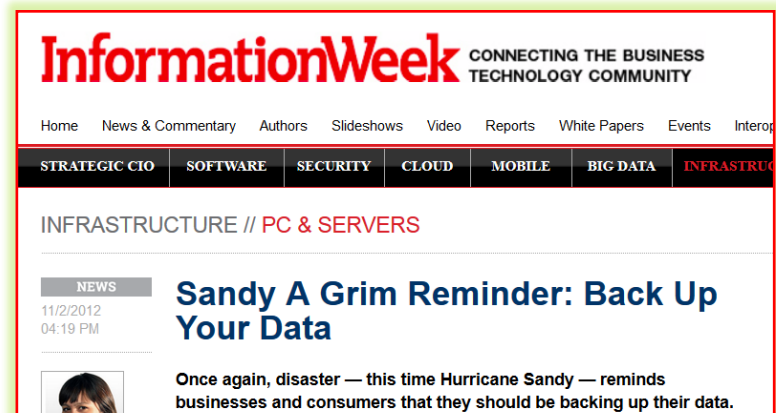 InformationWeek CONNECTING THE BUSINESS
TECHNOLOGY COMMUNITY
Home News & Commentary Authors Slideshows Video Reports White Papers Events Interop
STRATEGIC CIO SOFTWARE SECURITY CLOUD MOBILE BIG DATA INFRASTRUC
INFRASTRUCTURE // PC & SERVERS
NEWS
11/2/2012
04:19 PM
Sandy A Grim Reminder: Back Up
Your Data
Once again, disaster — this time Hurricane Sandy — reminds
businesses and consumers that they should be backing up their data.